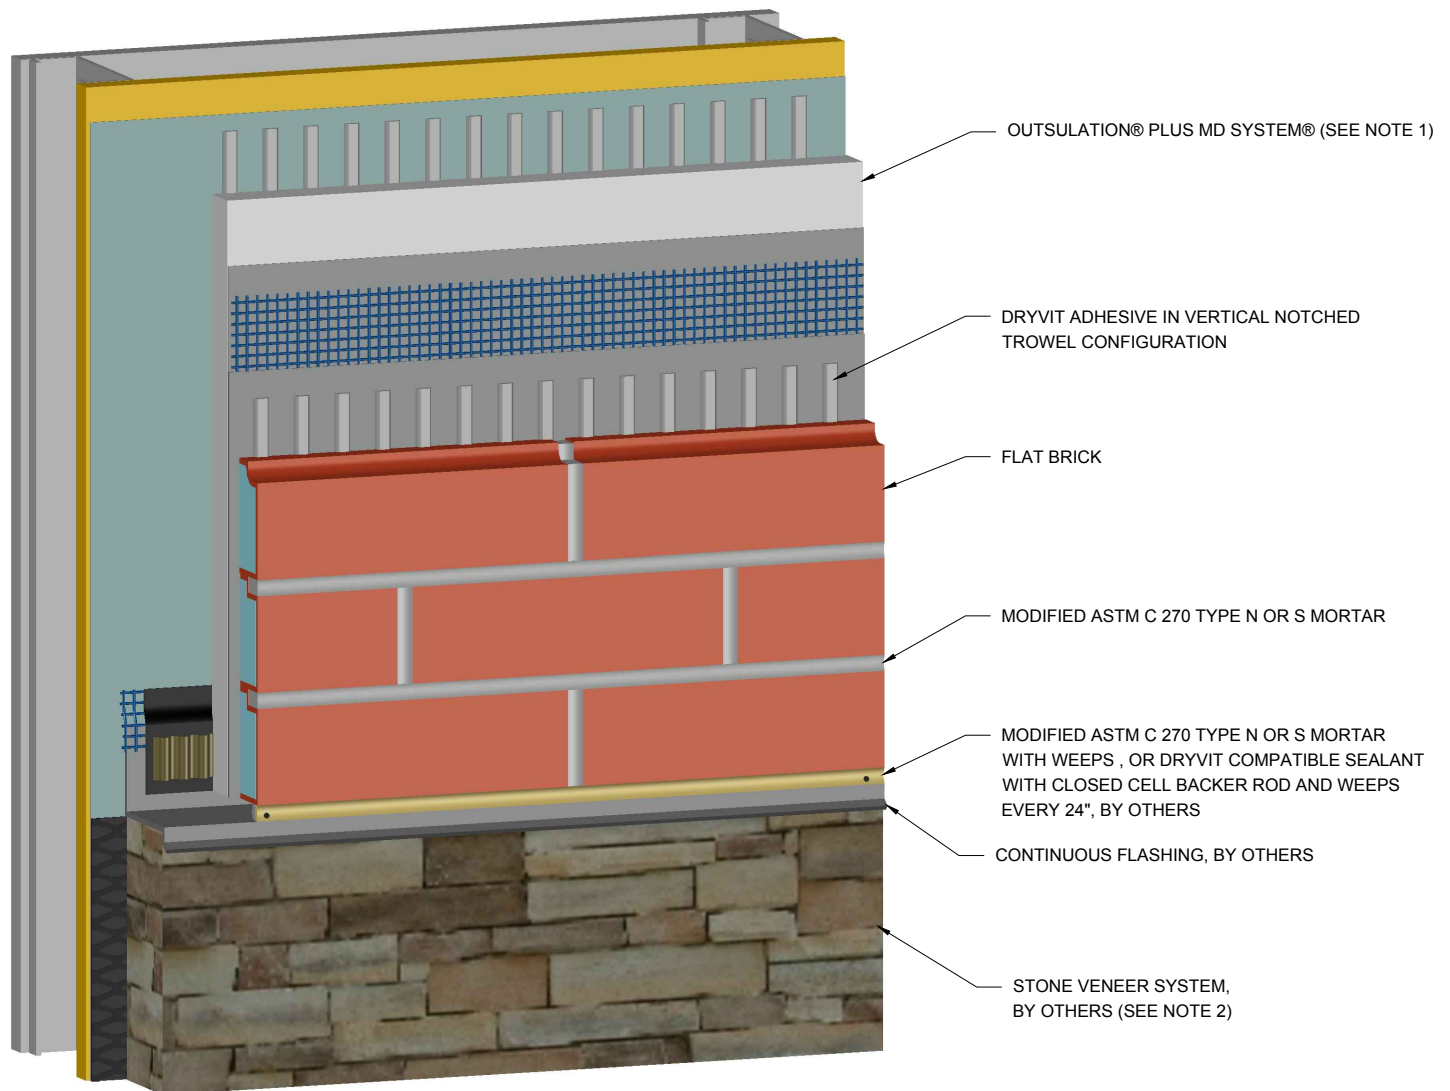 OUTSULATION® PLUS MD SYSTEM® (SEE NOTE 1)
DRYVIT ADHESIVE IN VERTICAL NOTCHED
TROWEL CONFIGURATION
FLAT BRICK
MODIFIED ASTM C 270 TYPE N OR S MORTAR
MODIFIED ASTM C 270 TYPE N OR S MORTAR
WITH WEEPS , OR DRYVIT COMPATIBLE SEALANT
WITH CLOSED CELL BACKER ROD AND WEEPS
EVERY 24", BY OTHERS
CONTINUOUS FLASHING, BY OTHERS
STONE VENEER SYSTEM,
BY OTHERS (SEE NOTE 2)